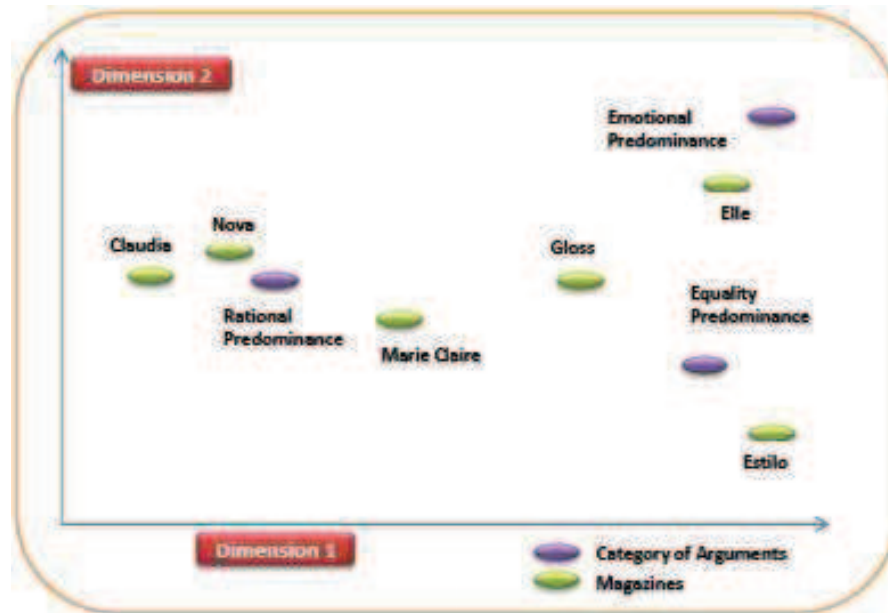 Dimension 2
Emotional
Predominance
Elle
Nova
Claudia
Gloss
Rational
Predominance
Equality
Predominance
Marie Claire
Estilo
Dimension 1
Category of Arguments
Magazines